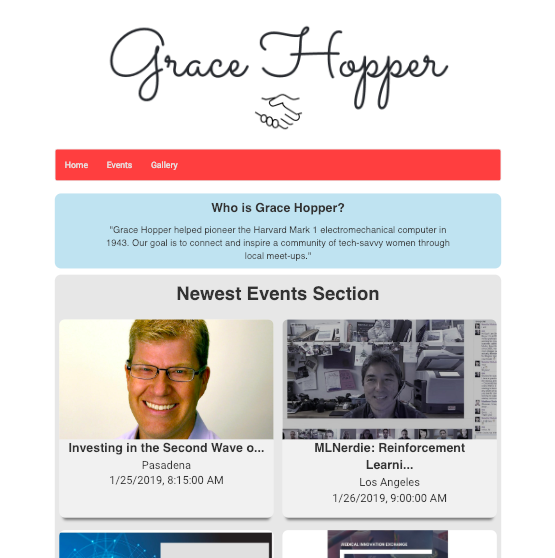 Grace Hopper
Home Events Gallery
Who is Grace Hopper?
"Grace Hopper helped pioneer the Harvard Mark 1 electromechanical computer in
1943. Our goal is to connect and inspire a community of tech-savvy women through
local meet-ups."
Newest Events Section
Investing in the Second Wave o...
Pasadena
1/25/2019, 8:15:00 AM
MLNerdie: Reinforcement
Learni...
Los Angeles
1/26/2019, 9:00:00 AM
MEDICAL INNOVATION EXCHANGE